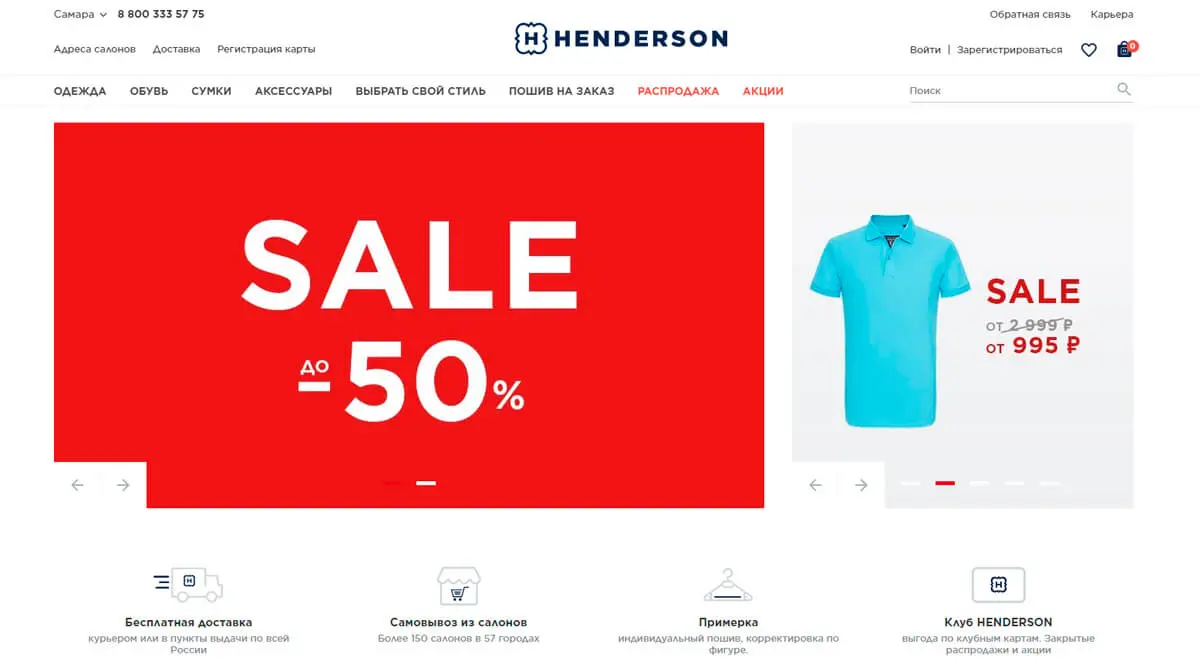 Самара
8 800 333 57 75
Обратная связь
Карьера
Адреса салонов
Доставка
Регистрация карты
H HENDERSON
Войти | Зарегистрироваться
0
ОДЕЖДА
ОБУВЬ
СУМКИ
АКСЕССУАРЫ
ВЫБРАТЬ СВОЙ СТИЛЬ
ПОШИВ НА ЗАКАЗ
РАСПРОДАЖА
АКЦИИ
Поиск
SALE
ДО
–50%
SALE
ОТ 2 999 ₽
ОТ 995 ₽
H
Бесплатная доставка
курьером или в пункты выдачи по всей
России
Самовывоз из салонов
Более 150 салонов в 57 городах
Примерка
индивидуальный пошив, корректировка по
фигуре.
H
Клуб HENDERSON
выгода по клубным картам. Закрытые
распродажи и акции